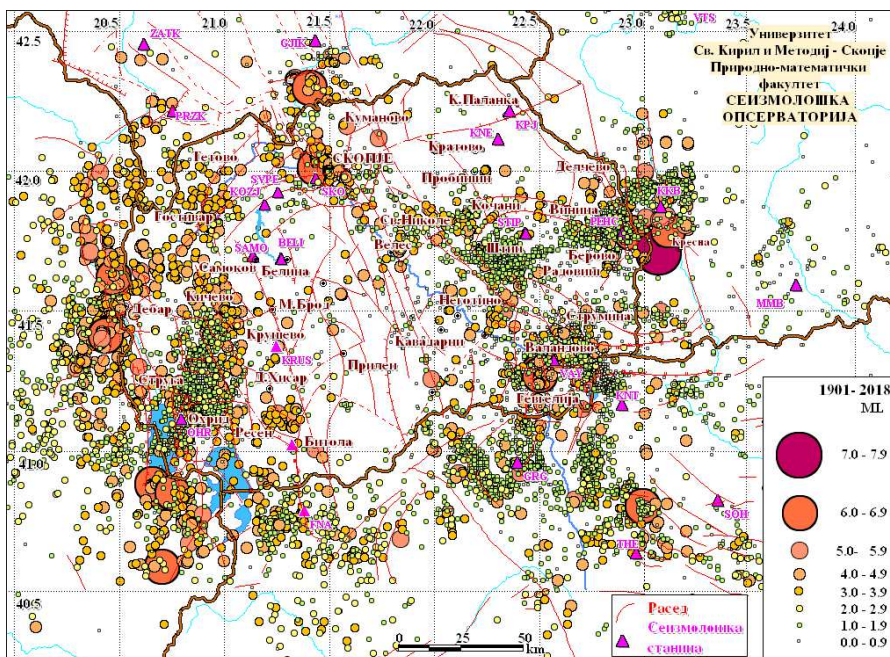 20.5 21.0 21.5 22.0 22.5 23.0 23.5 24.0
42.5
42.0
41.5
41.0
40.5
Универзитет
Св. Кирил и Методиј - Скопје
Природно-математички
факултет
СЕИЗМОЛОШКА
ОПСЕРВАТОРИЈА
ZATK
GJIK
VTS
PRZK
К.Паланка
KPJ
Куманово
KNE
Кратово
Тетово
СКОПЈЕ
Делчево
Пробиштип
SKO
KOZJ
KKB
Гостивар
Кочани
Виница
Св.Николе
STIP
PEHC
Велес
Штип
Берово
Кресна
SAMO
BELI
Самоков
Белица
Радовиш
MMB
Кичево
М.Брод
Неготино
Дебар
Струмица
Крушево
Кавадарци
Валандово
KRUS
Прилеп
VAY
Струга
Д.Хисар
Гевгелија
KNT
Охрид
OHR
Ресен
Битола
GRG
SOH
FNA
THE
1901- 2018
ML
7.0 - 7.9
6.0 - 6.9
5.0- 5.9
4.0 - 4.9
3.0 - 3.9
2.0 - 2.9
1.0 - 1.9
0.0 - 0.9
Расед
Сеизмолошка
станица
0 25 50
km